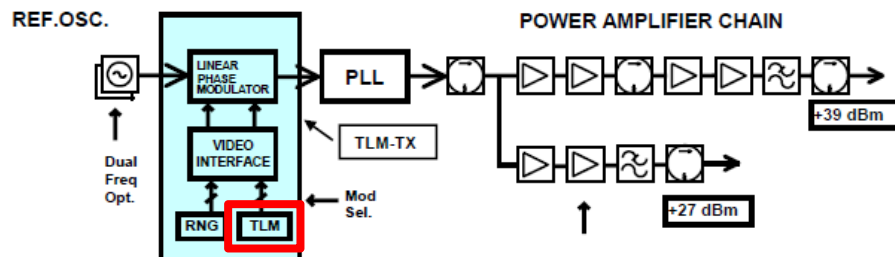 REF.OSC.
POWER AMPLIFIER CHAIN
LINEAR
PHASE
MODULATOR
PLL
+39 dBm
TLM-TX
VIDEO
INTERFACE
Dual
Freq
Opt.
Mod
Sel.
RNG
TLM
+27 dBm